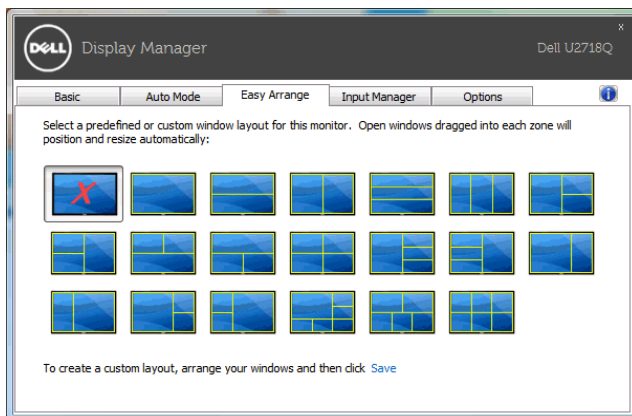 x
DELL
Display Manager
Dell U2718Q
Basic
Auto Mode
Easy Arrange
Input Manager
Options
i
Select a predefined or custom window layout for this monitor. Open windows dragged into each zone will
position and resize automatically:
To create a custom layout, arrange your windows and then click Save